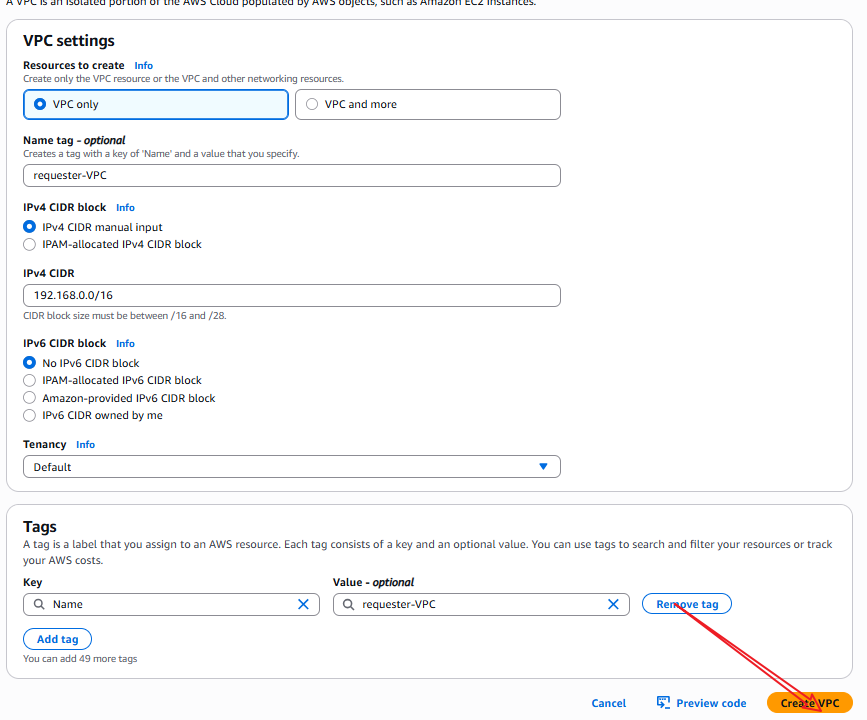 A VPC is an isolated portion of the AWS Cloud populated by AWS objects, such as Amazon EC2 instances.
VPC settings
Resources to create Info
Create only the VPC resource or the VPC and other networking resources.
VPC only
VPC and more
Name tag - optional
Creates a tag with a key of 'Name' and a value that you specify.
requester-VPC
IPv4 CIDR block Info
IPv4 CIDR manual input
IPAM-allocated IPv4 CIDR block
IPv4 CIDR
192.168.0.0/16
CIDR block size must be between /16 and /28.
IPv6 CIDR block Info
No IPv6 CIDR block
IPAM-allocated IPv6 CIDR block
Amazon-provided IPv6 CIDR block
IPv6 CIDR owned by me
Tenancy Info
Default
Tags
A tag is a label that you assign to an AWS resource. Each tag consists of a key and an optional value. You can use tags to search and filter your resources or track
your AWS costs.
Key
Value - optional
Name
requester-VPC
Remove tag
Add tag
You can add 49 more tags
Cancel
Preview code
Create VPC